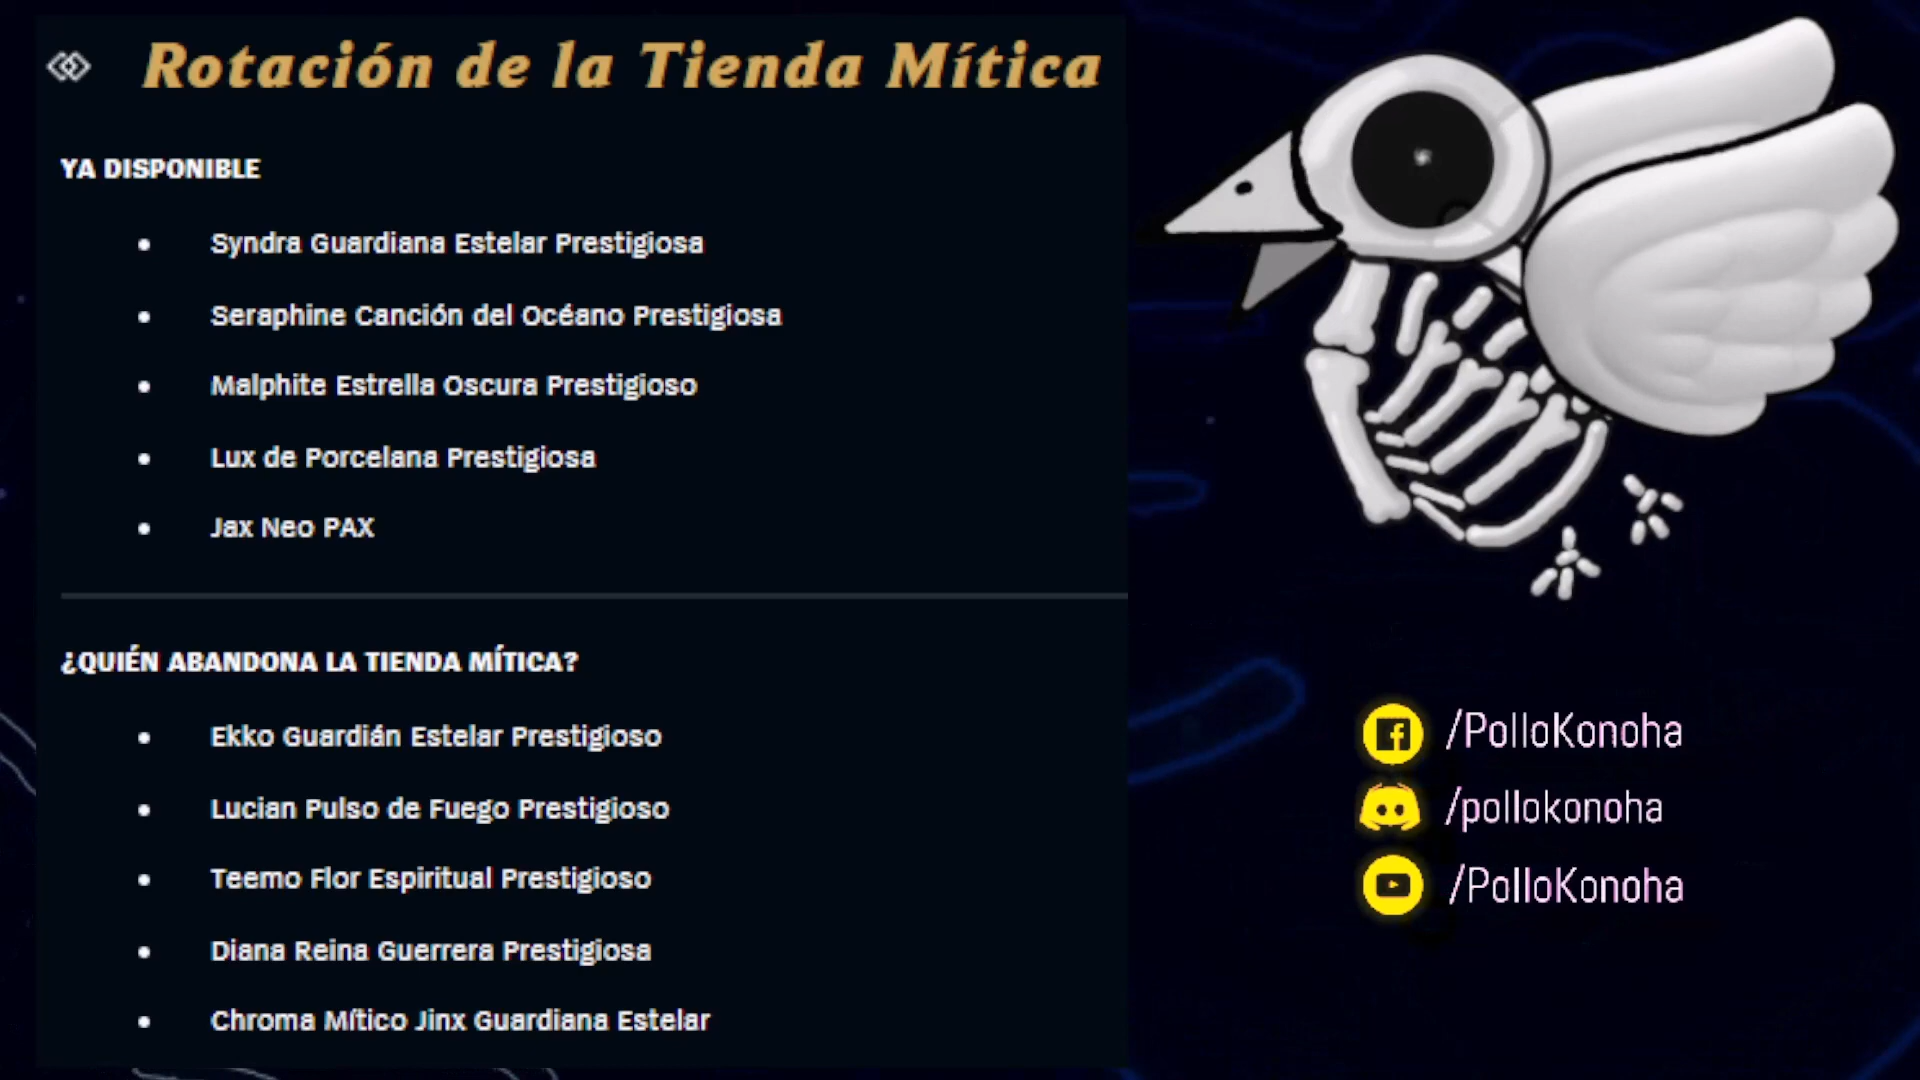 Rotación de la Tienda Mítica
YA DISPONIBLE
Syndra Guardiana Estelar Prestigiosa
Seraphine Canción del Océano Prestigiosa
Malphite Estrella Oscura Prestigioso
Lux de Porcelana Prestigiosa
Jax Neo PAX
¿QUIÉN ABANDONA LA TIENDA MÍTICA?
Ekko Guardián Estelar Prestigioso
Lucian Pulso de Fuego Prestigioso
Teemo Flor Espiritual Prestigioso
Diana Reina Guerrera Prestigiosa
Chroma Mítico Jinx Guardiana Estelar
/PolloKonoha
/pollokonoha
/PolloKonoha